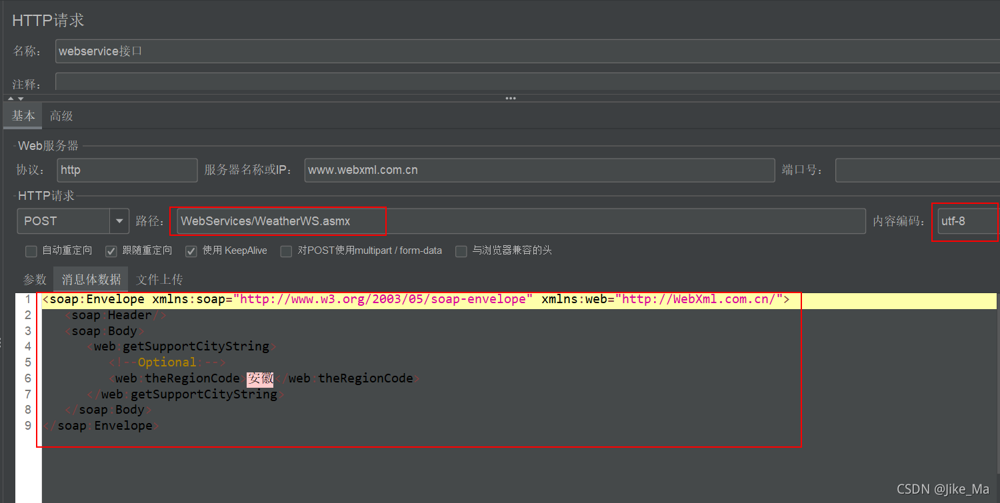 HTTP请求
名称： webservice接口
注释：
基本 高级
Web服务器
协议： http 服务器名称或IP： www.webxml.com.cn 端口号：
HTTP请求
POST 路径： WebServices/WeatherWS.asmx 内容编码： utf-8
自动重定向 跟随重定向 使用 KeepAlive 对POST使用multipart / form-data 与浏览器兼容的头
参数 消息体数据 文件上传
1 <soap:Envelope xmlns:soap="http://www.w3.org/2003/05/soap-envelope" xmlns:web="http://WebXml.com.cn/">
2 <soap:Header/>
3 <soap:Body>
4 <web:getSupportCityString>
5 <!--Optional:-->
6 <web:theRegionCode>安徽</web:theRegionCode>
7 </web:getSupportCityString>
8 </soap:Body>
9 </soap:Envelope>
CSDN @Jike_Ma